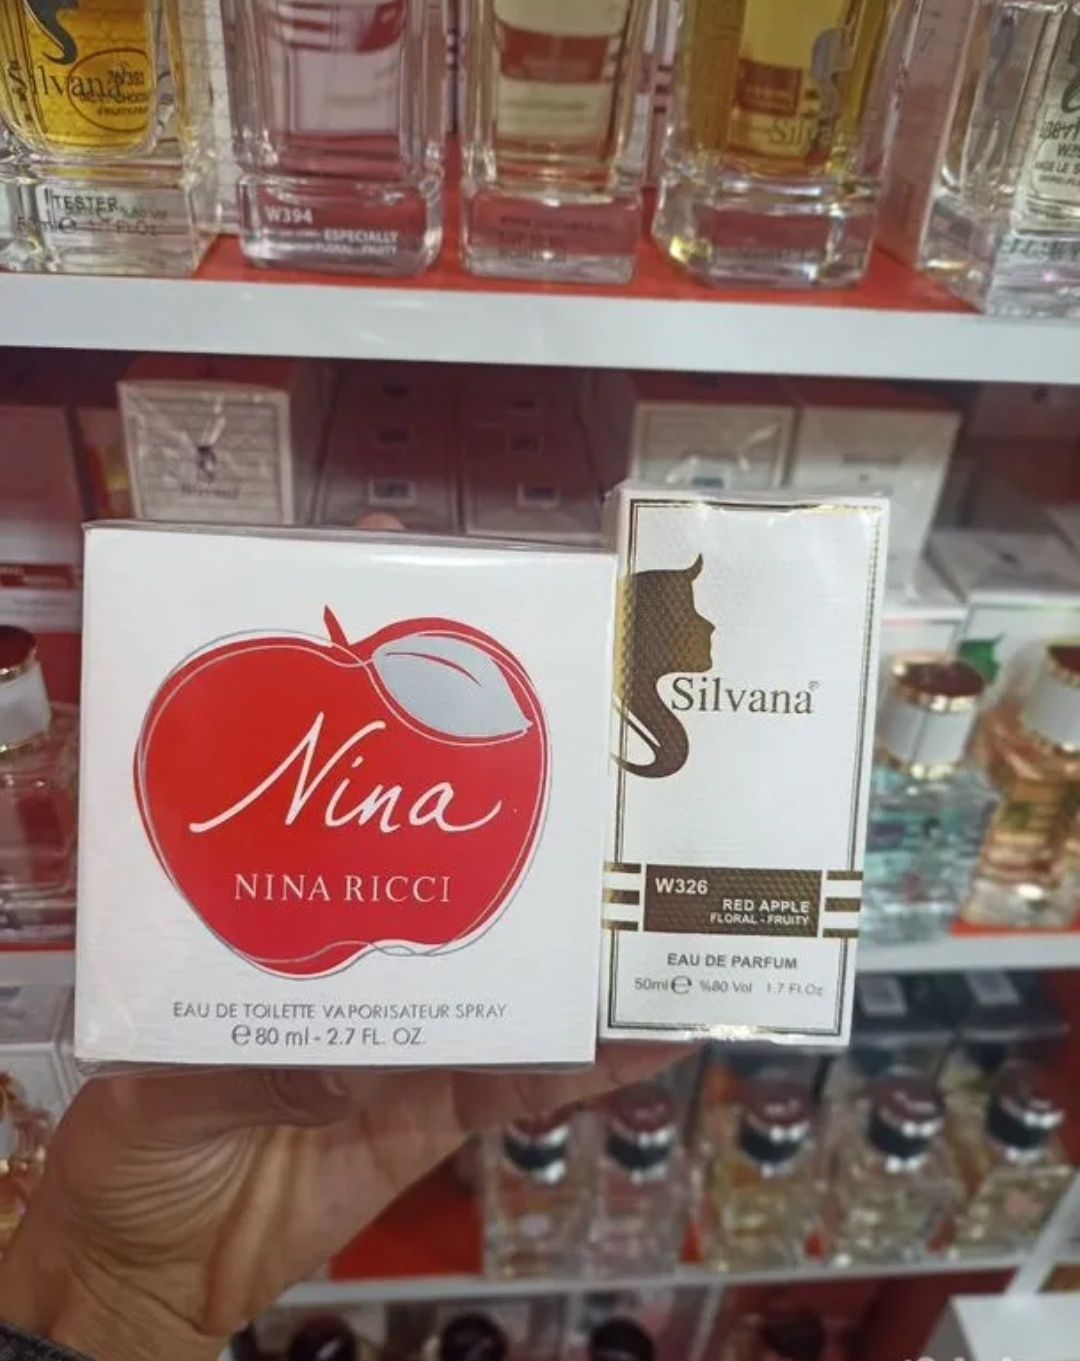 Silvana
TESTER
W394
ESPECIALLY
FLORAL - FRUITY
Nina
NINA RICCI
EAU DE TOILETTE VAPORISATEUR SPRAY
e 80 ml - 2.7 FL. OZ.
Silvana®
W326
RED APPLE
FLORAL - FRUITY
EAU DE PARFUM
50ml e %80 Vol 1.7 Fl.Oz